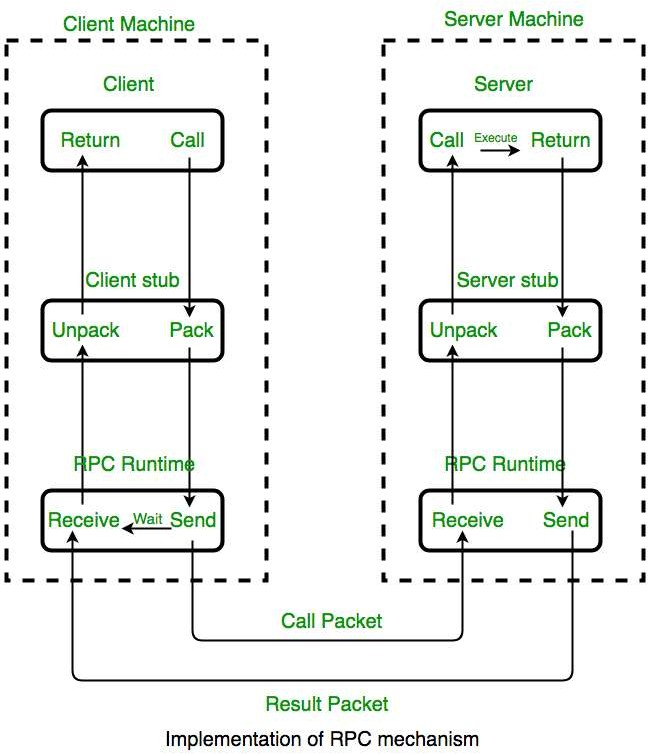 Client Machine
Server Machine
Client
Server
Return Call
Call Execute Return
Client stub
Server stub
Unpack Pack
Unpack Pack
RPC Runtime
RPC Runtime
Receive Wait Send
Receive Send
Call Packet
Result Packet
Implementation of RPC mechanism